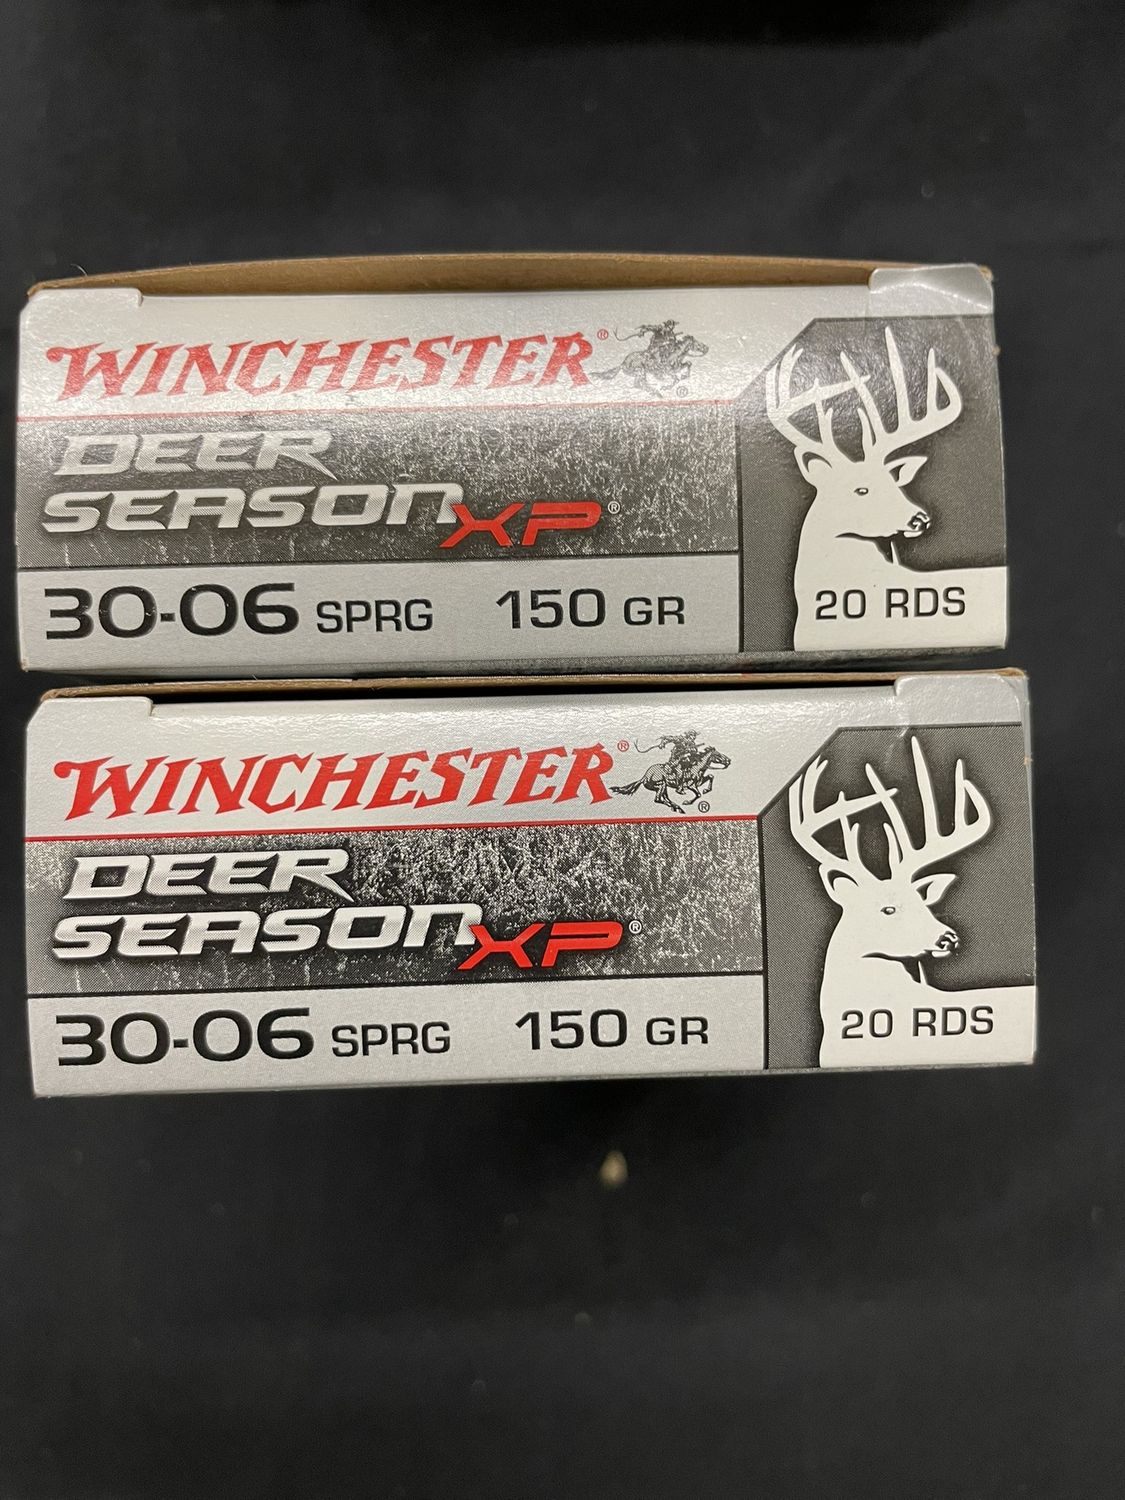 WINCHESTER®
®
DEER
SEASON XP®
30-06 SPRG 150 GR
20 RDS
WINCHESTER®
®
DEER
SEASON XP®
30-06 SPRG 150 GR
20 RDS